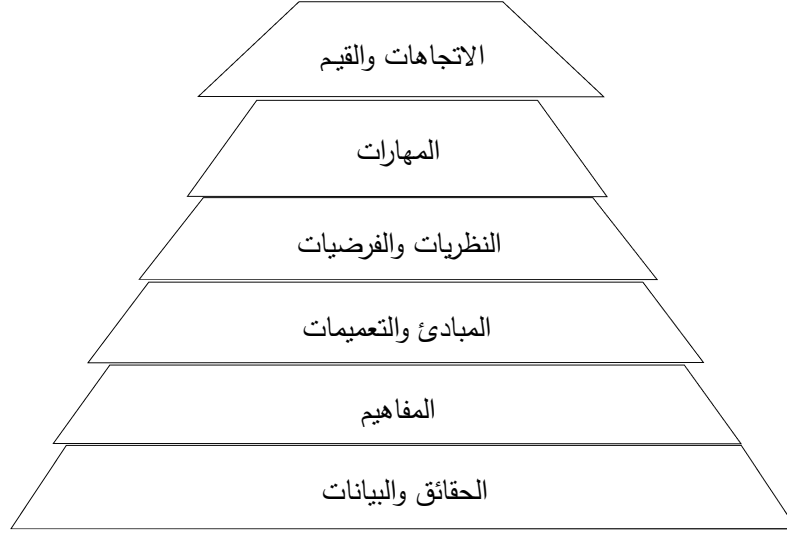 الاتجاهات والقيم
المهارات
النظريات والفرضيات
المبادئ والتعميمات
المفاهيم
الحقائق والبيانات